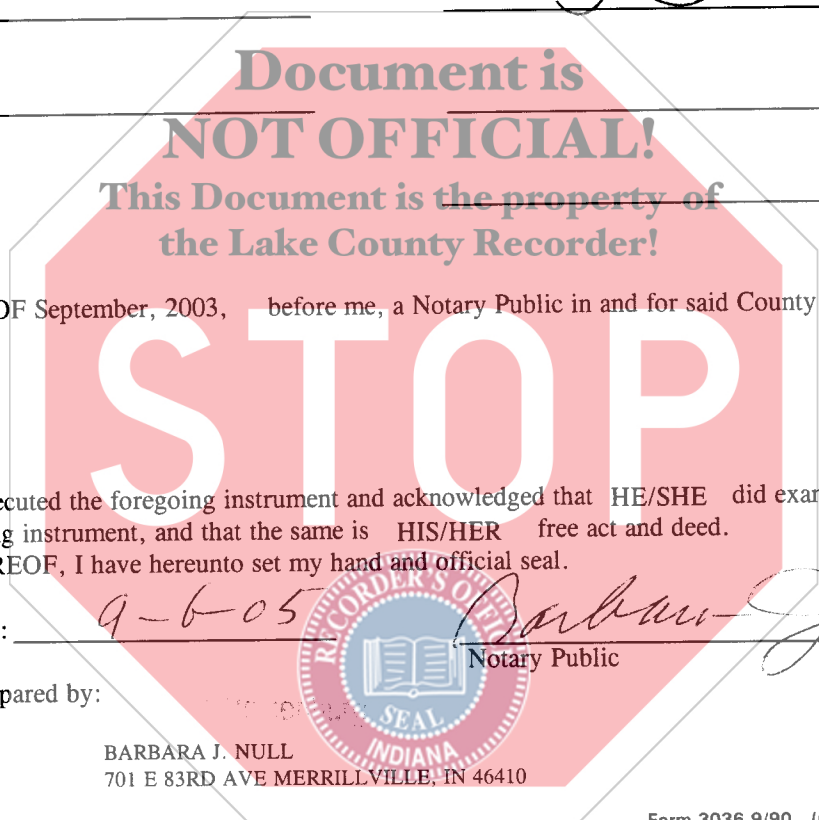 Document is
NOT OFFICIAL!
This Document is the property of
the Lake County Recorder!
OF September, 2003, before me, a Notary Public in and for said County
STOP
ecuted the foregoing instrument and acknowledged that HE/SHE did exam
g instrument, and that the same is HIS/HER free act and deed.
REOF, I have hereunto set my hand and official seal.
: 9-6-05 Barbara J
Notary Public
RECORDER'S OFFICE
SEAL
INDIANA
pared by:
BARBARA J. NULL
701 E 83RD AVE MERRILLVILLE, IN 46410
Form 3036 9/90